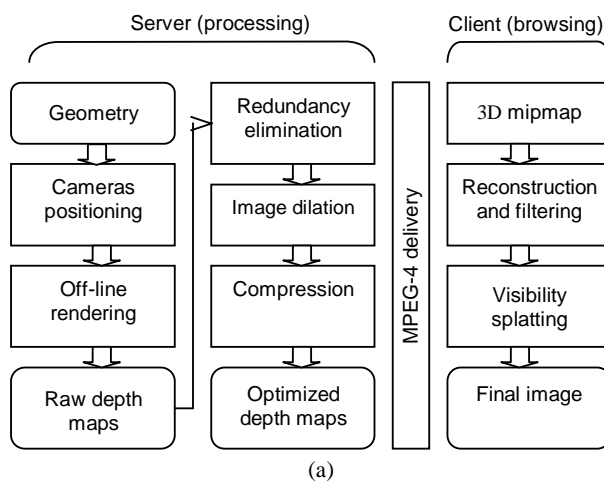 Server (processing)
Client (browsing)
Geometry
Cameras
positioning
Off-line
rendering
Raw depth
maps
Redundancy
elimination
Image dilation
Compression
Optimized
depth maps
MPEG-4 delivery
3D mipmap
Reconstruction
and filtering
Visibility
splatting
Final image
(a)